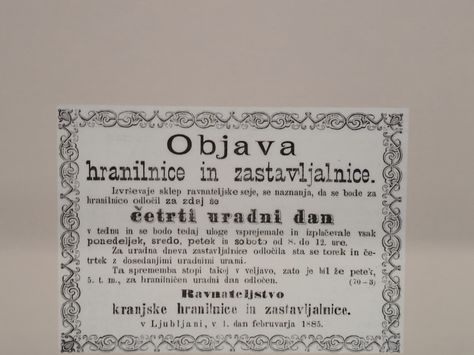 Objava
hranilnice in zastavljalnice.
Izvrševaje sklep ravnateljske seje, se naznanja, da se bode za
hranilnico odločil za zdaj še
četrti uradni dan
v tednu in se bodo tedaj uloge vsprejemale in izplačevale vsak
ponedeljek, sredo, petek in soboto od 8. do 12. ure.
Za uradna dneva zastavljalnice odločila sta se torek in če-
trtek z dosedanjimi uradnimi urami.
Ta sprememba stopi takoj v veljavo, zato je bil že petek,
5. t. m., za hranilničen uradni dan odločen. (70—3)
Ravnateljstvo
kranjske hranilnice in zastavljalnice.
v Ljubljani, v 1. dan februvarja 1885.